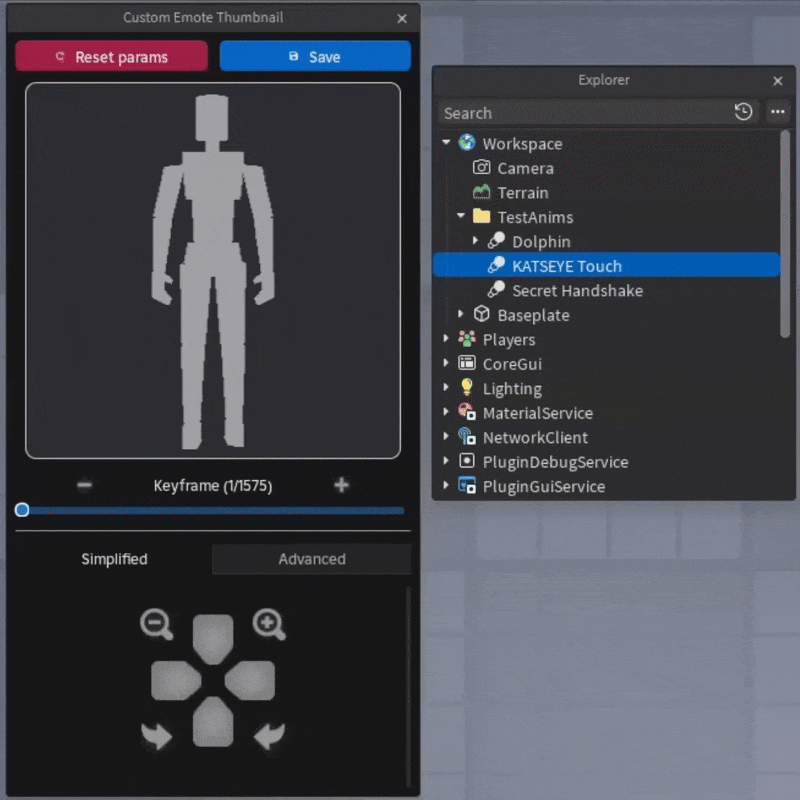 Custom Emote Thumbnail
Reset params
Save
Keyframe (1/1575)
Simplified
Advanced
Explorer
Search
Workspace
Camera
Terrain
TestAnims
Dolphin
KATSEYE Touch
Secret Handshake
Baseplate
Players
CoreGui
Lighting
MaterialService
NetworkClient
PluginDebugService
PluginGuiService